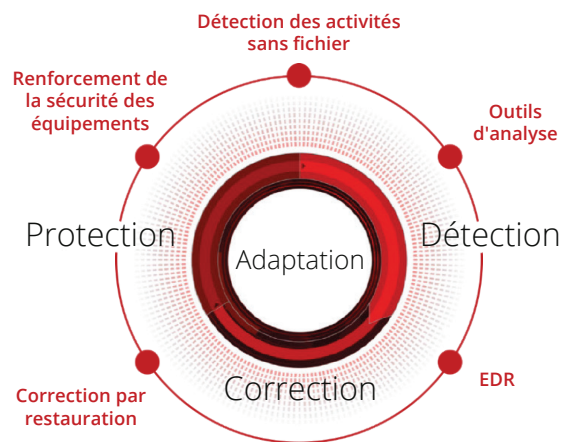 Détection des activités
sans fichier
Renforcement de
la sécurité des
équipements
Outils
d'analyse
Protection
Adaptation
Détection
Correction
EDR
Correction par
restauration